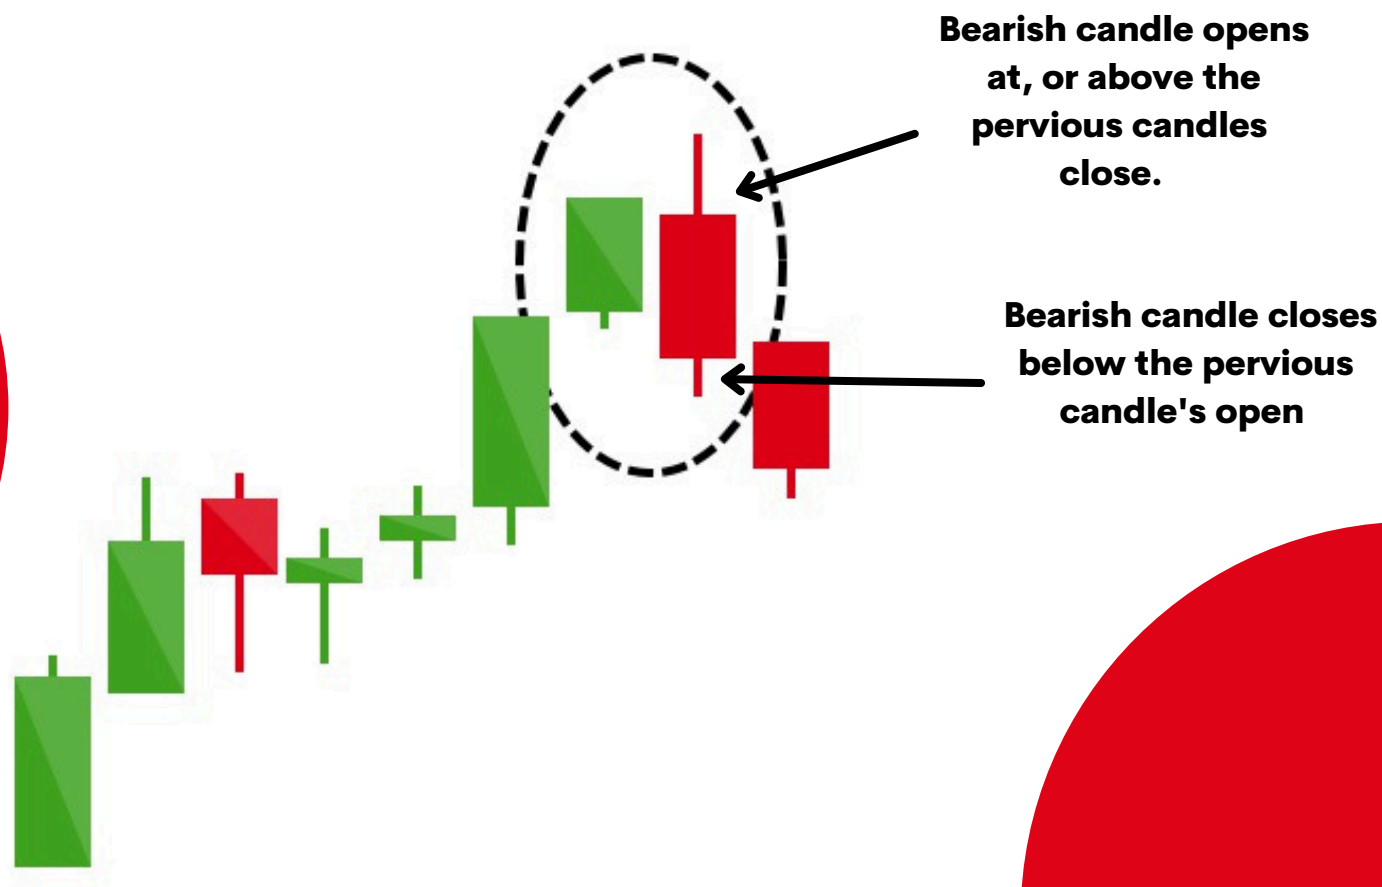 Bearish candle opens
at, or above the
pervious candles
close.
Bearish candle closes
below the pervious
candle's open